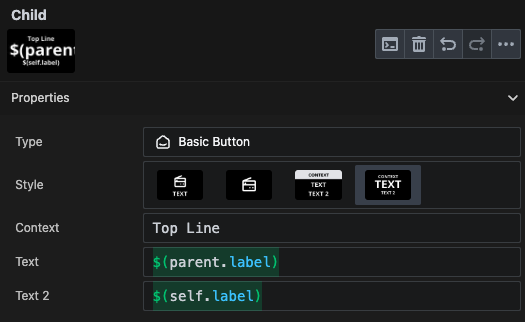 Child
Top Line
$(paren
$(self.label)
Properties
Type
Basic Button
Style
TEXT
CONTEXT
TEXT
TEXT 2
CONTEXT
TEXT
TEXT 2
Context
Top Line
Text
$(parent.label)
Text 2
$(self.label)